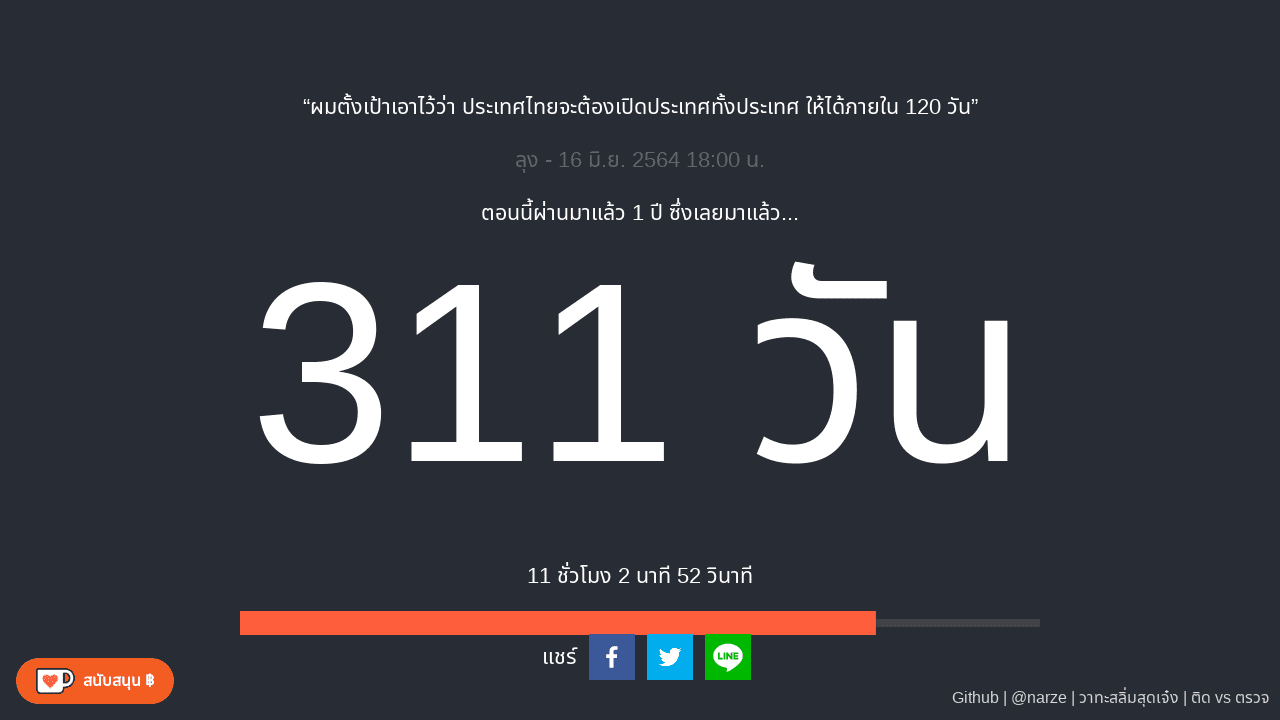 “ผมตั้งเป้าเอาไว้ว่า ประเทศไทยจะต้องเปิดประเทศทั้งประเทศ ให้ได้ภายใน 120 วัน”
ลุง - 16 มิ.ย. 2564 18:00 น.
ตอนนี้ผ่านมาแล้ว 1 ปี ซึ่งเลยมาแล้ว...
311 วัน
11 ชั่วโมง 2 นาที 52 วินาที
แชร์
LINE
สนับสนุน ฿
Github | @narze | วาทะสลิ่มสุดเจ๋ง | ติด vs ตรวจ